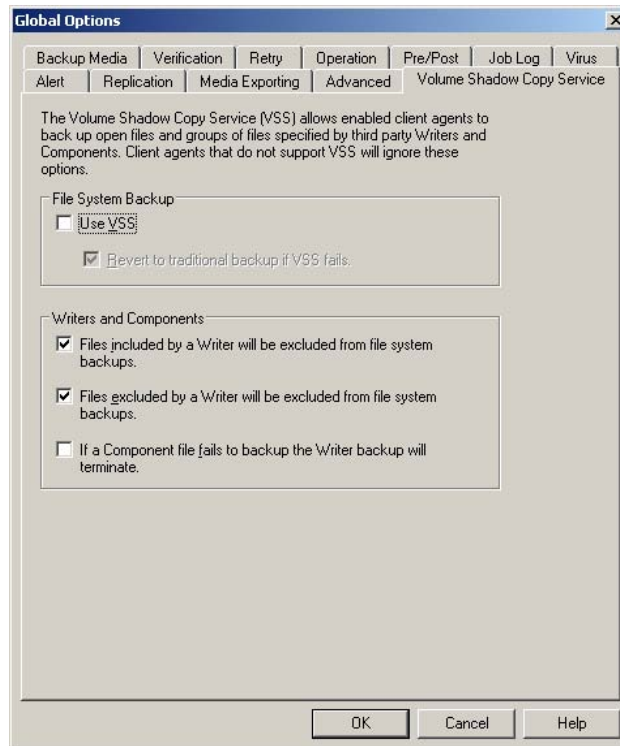 Global Options
Backup Media Verification Retry Operation Pre/Post Job Log Virus
Alert Replication Media Exporting Advanced Volume Shadow Copy Service
The Volume Shadow Copy Service (VSS) allows enabled client agents to
back up open files and groups of files specified by third party Writers and
Components. Client agents that do not support VSS will ignore these
options.
File System Backup
Use VSS
Revert to traditional backup if VSS fails.
Writers and Components
Files included by a Writer will be excluded from file system
backups.
Files excluded by a Writer will be excluded from file system
backups.
If a Component file fails to backup the Writer backup will
terminate.
OK Cancel Help